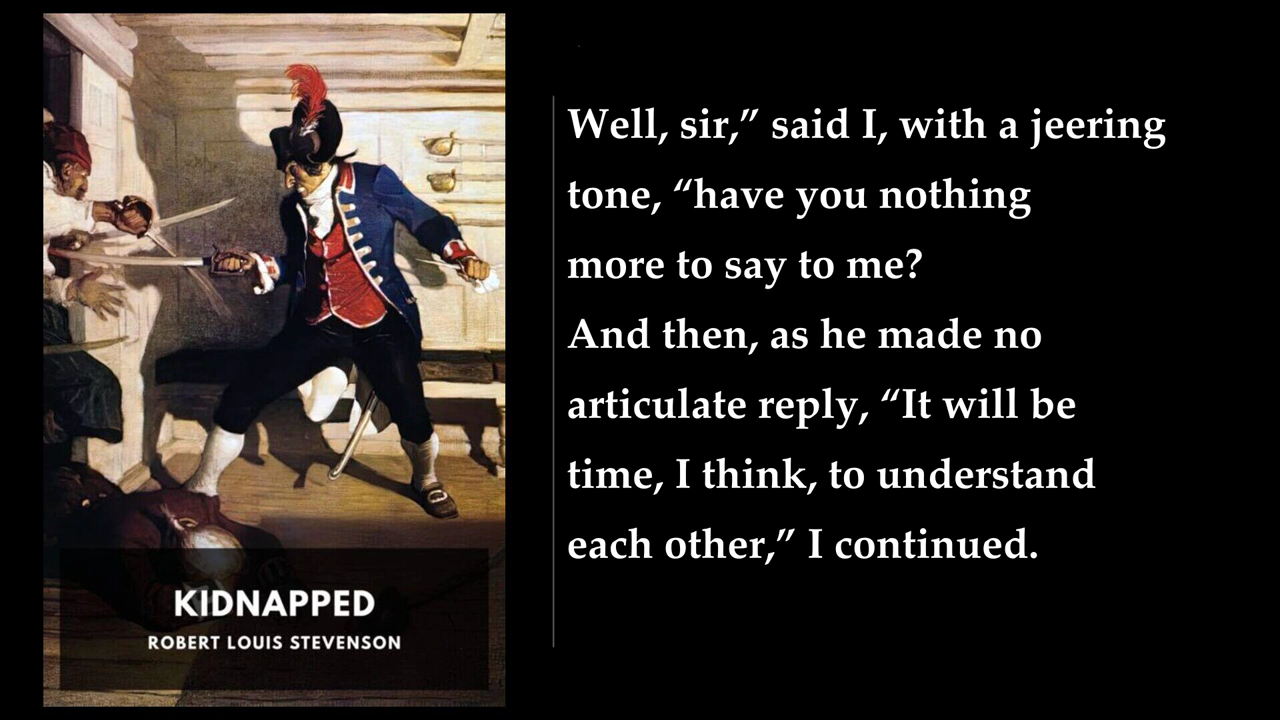 Well, sir,” said I, with a jeering
tone, “have you nothing
more to say to me?
And then, as he made no
articulate reply, “It will be
time, I think, to understand
each other,” I continued.
KIDNAPPED
ROBERT LOUIS STEVENSON